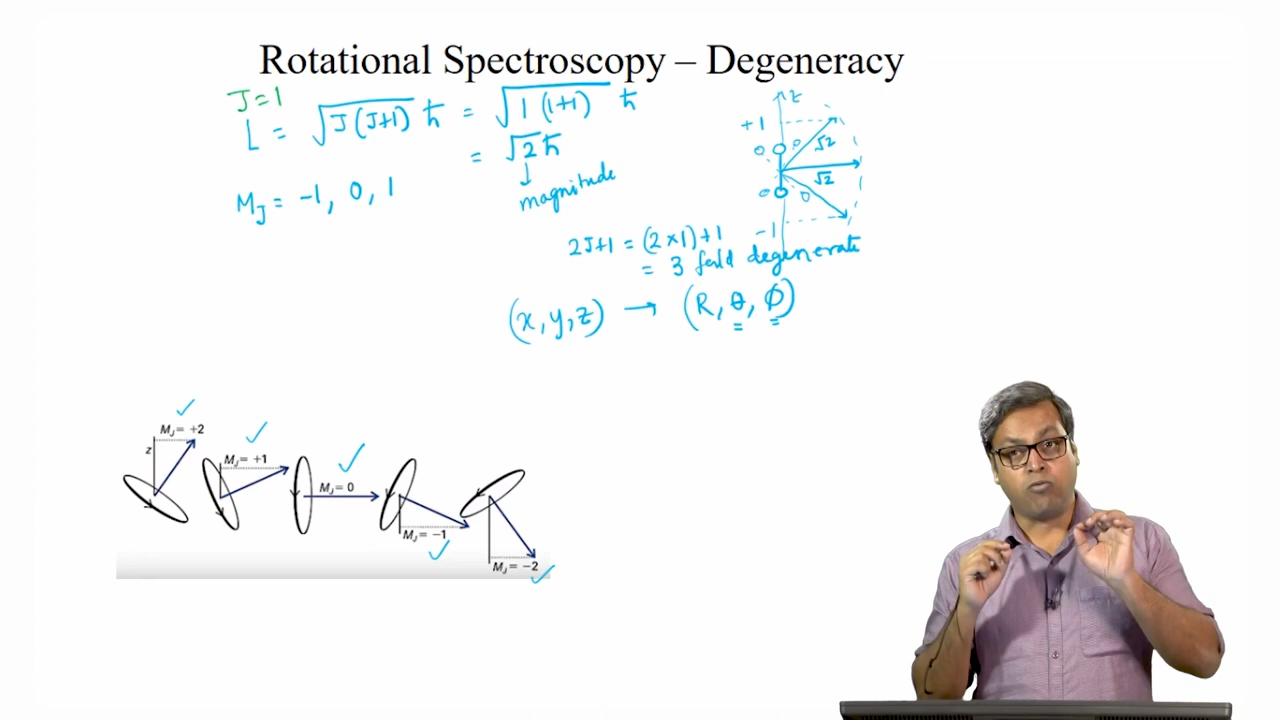 Rotational Spectroscopy – Degeneracy
J=1
L = √J(J+1) ħ = √1(1+1) ħ
= √2 ħ
magnitude
M_J = -1, 0, 1
z
+1
√2
√2
-1
2J+1 = (2×1)+1
= 3 fold degenerate
(x, y, z) → (R, θ, Φ)
M_J = +2
z
M_J = +1
M_J = 0
M_J = −1
M_J = −2